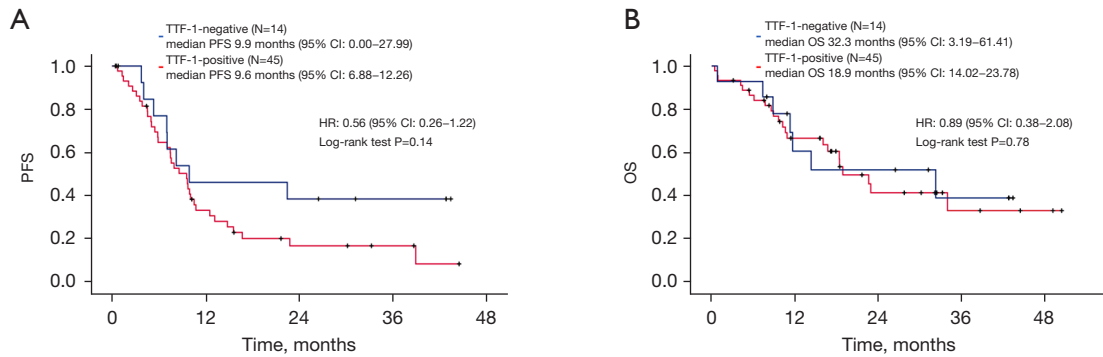 A
TTF-1-negative (N=14)
median PFS 9.9 months (95% CI: 0.00–27.99)
TTF-1-positive (N=45)
median PFS 9.6 months (95% CI: 6.88–12.26)
HR: 0.56 (95% CI: 0.26–1.22)
Log-rank test P=0.14
1.0
0.8
0.6
0.4
0.2
0.0
PFS
0 12 24 36 48
Time, months
B
TTF-1-negative (N=14)
median OS 32.3 months (95% CI: 3.19–61.41)
TTF-1-positive (N=45)
median OS 18.9 months (95% CI: 14.02–23.78)
HR: 0.89 (95% CI: 0.38–2.08)
Log-rank test P=0.78
1.0
0.8
0.6
0.4
0.2
0.0
OS
0 12 24 36 48
Time, months